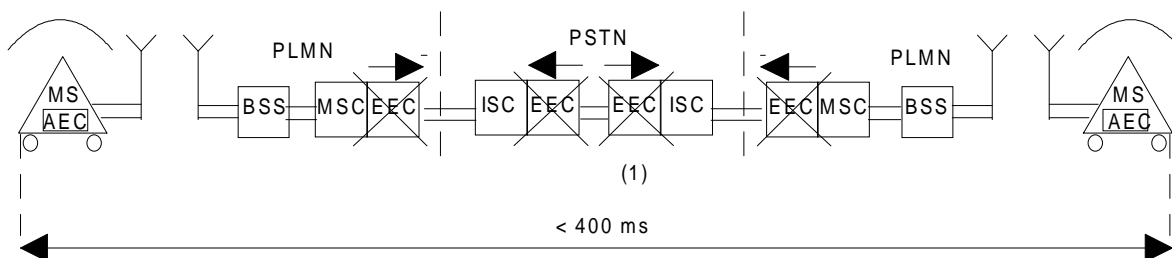 PLMN PSTN PLMN
MS BSS MSC EEC ISC EEC EEC ISC EEC MSC BSS MS
AEC AEC
(1)
< 400 ms